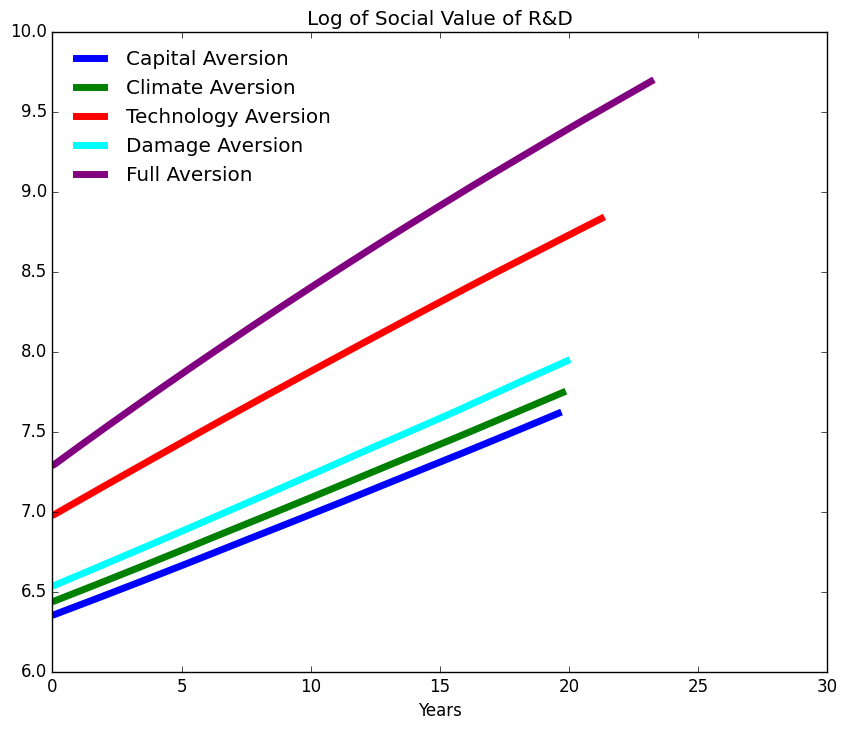 Log of Social Value of R&D
10.0
9.5
9.0
8.5
8.0
7.5
7.0
6.5
6.0
Capital Aversion
Climate Aversion
Technology Aversion
Damage Aversion
Full Aversion
0 5 10 15 20 25 30
Years